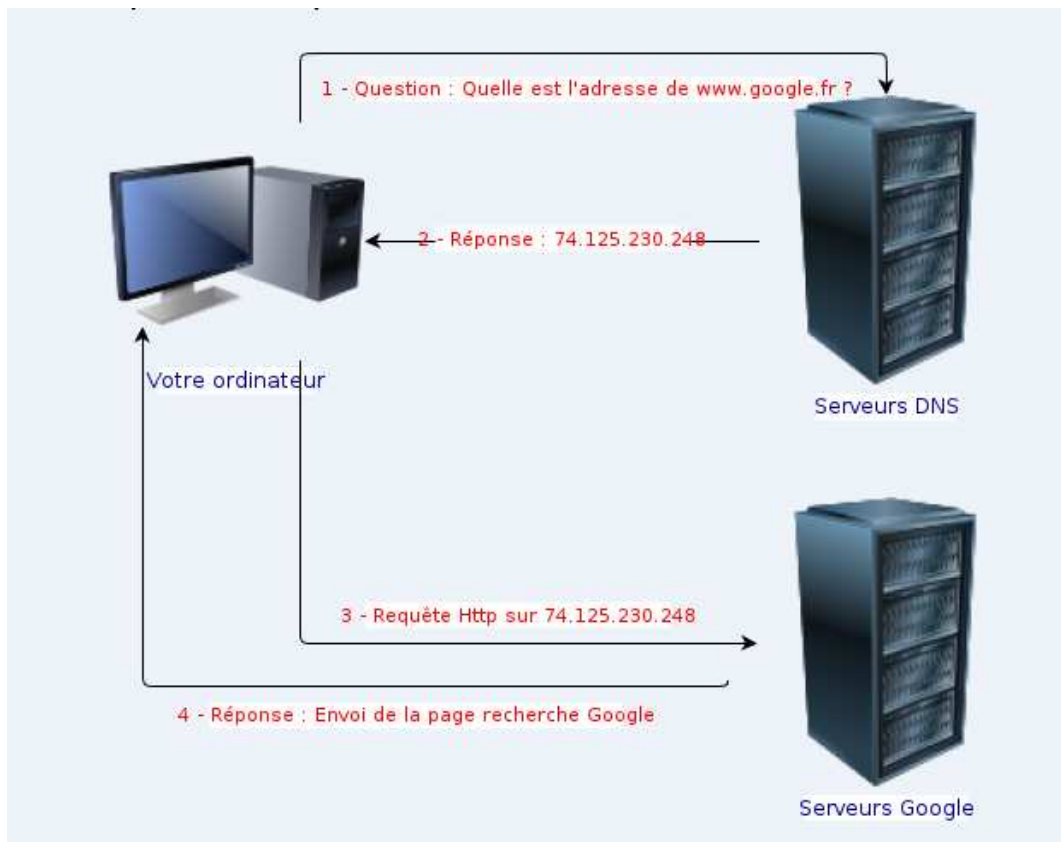 1 - Question : Quelle est l'adresse de www.google.fr ?
2 - Réponse : 74.125.230.248
Votre ordinateur
Serveurs DNS
3 - Requête Http sur 74.125.230.248
4 - Réponse : Envoi de la page recherche Google
Serveurs Google